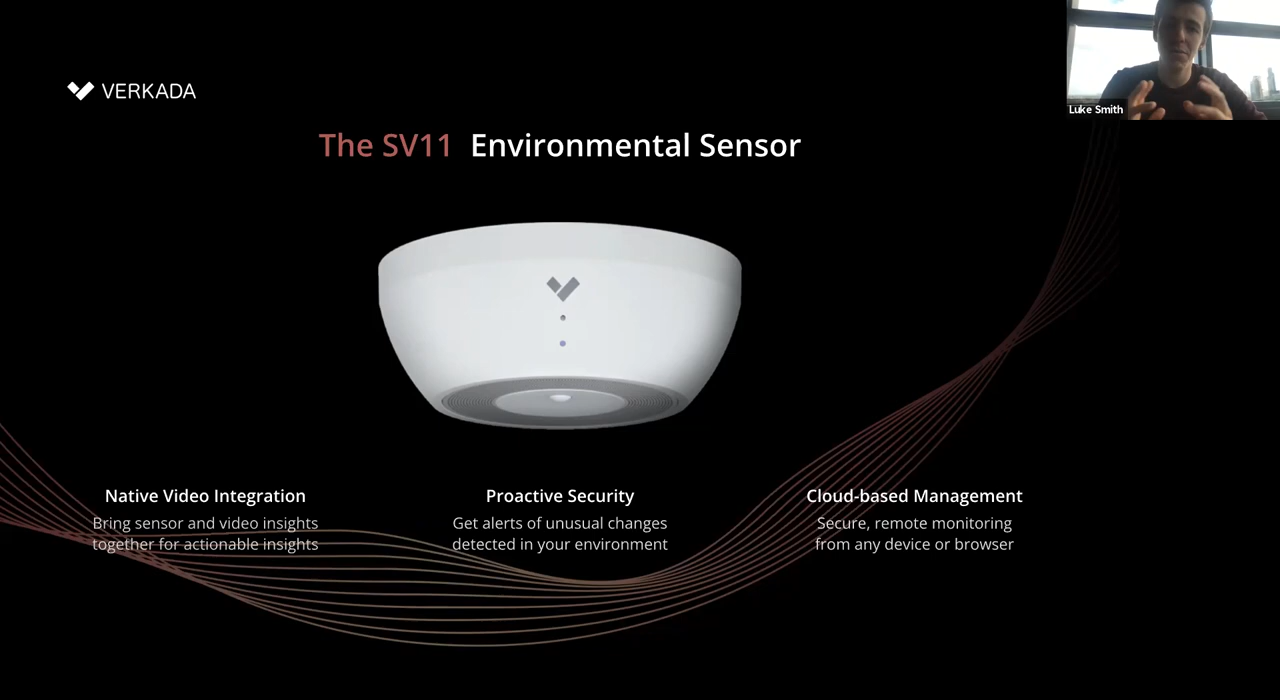 Luke Smith
VERKADA
The SV11 Environmental Sensor
Native Video Integration
Bring sensor and video insights
together for actionable insights
Proactive Security
Get alerts of unusual changes
detected in your environment
Cloud-based Management
Secure, remote monitoring
from any device or browser